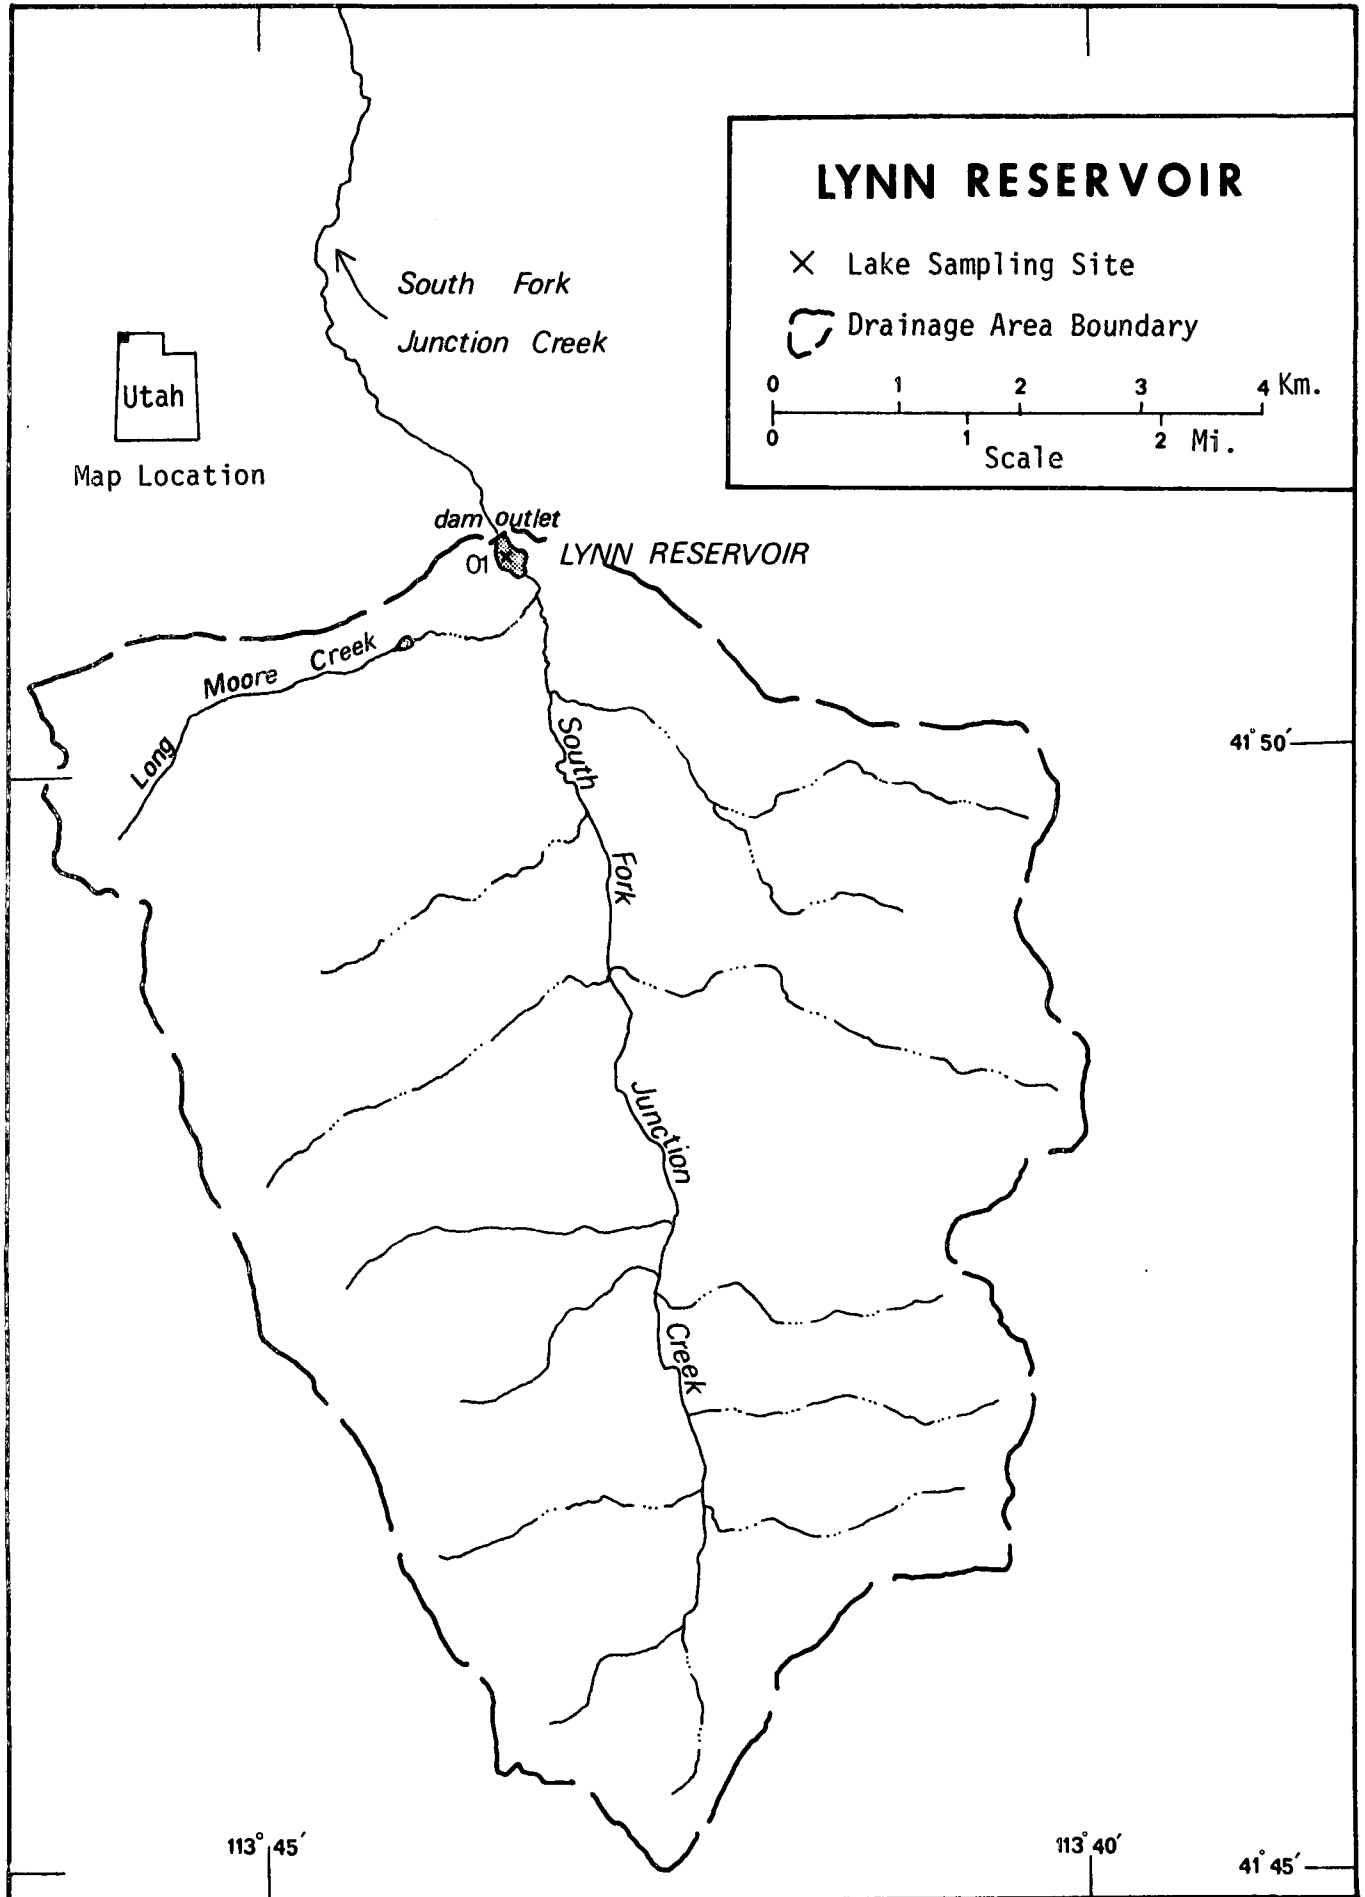 LYNN RESERVOIR
× Lake Sampling Site
Drainage Area Boundary
0 1 2 3 4 Km.
0 1 2 Mi.
Scale
South Fork
Junction Creek
Utah
Map Location
dam outlet
01
LYNN RESERVOIR
Long Moore Creek
41°50′
South Fork Junction Creek
113°45′
113°40′
41°45′